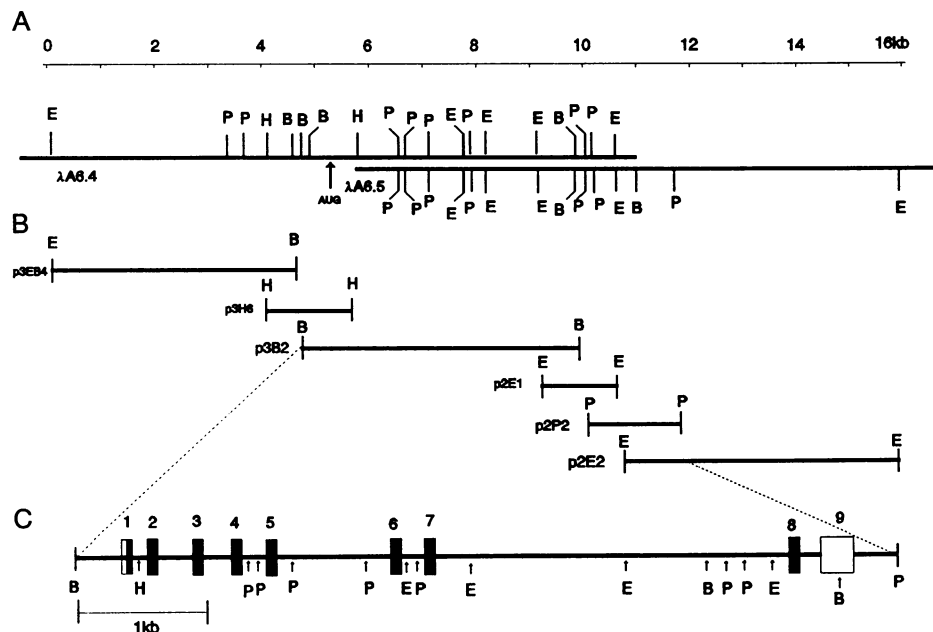 A
0 2 4 6 8 10 12 14 16kb
E P P H B B B H P P P E P E E B P P E
λA6.4
AUG
λA6.5
P P P E P E E B P P E B P E
B
E B
p3EB4
H H
p3H6
B B
p3B2
E E
p2E1
P P
p2P2
E E
p2E2
C
1 2 3 4 5 6 7 8 9
B H P P P P E P E E B P P E B P
1kb